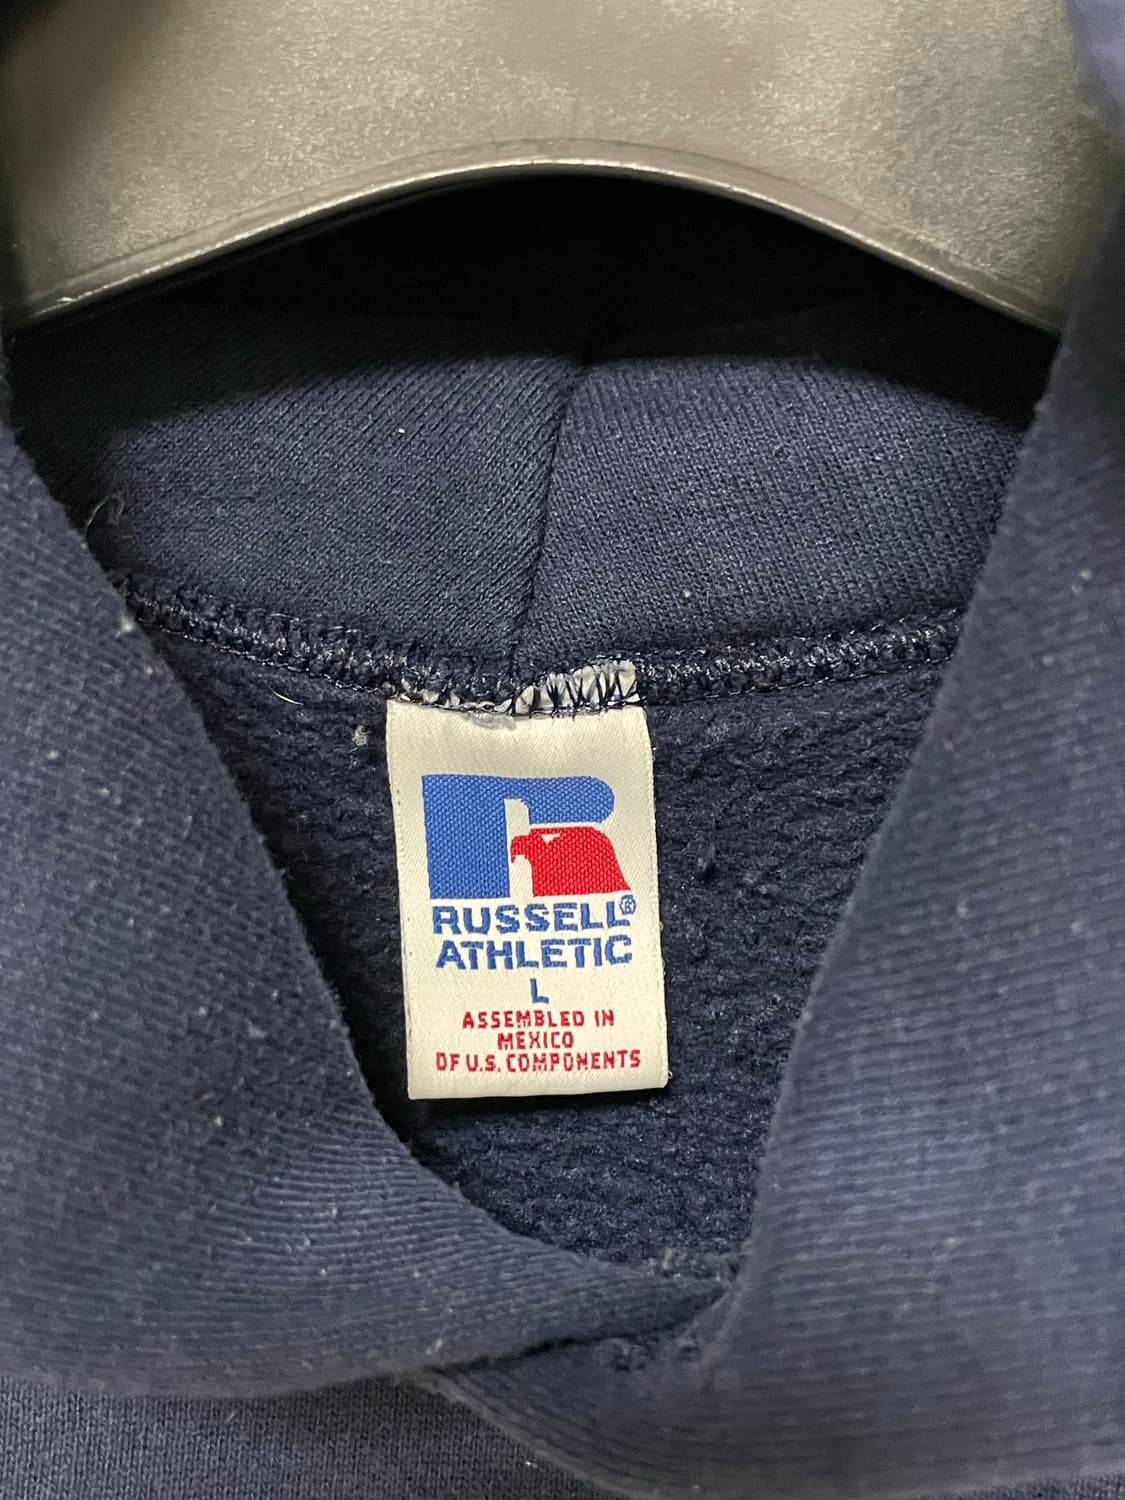 R
RUSSELL®
ATHLETIC
L
ASSEMBLED IN
MEXICO
OF U.S. COMPONENTS